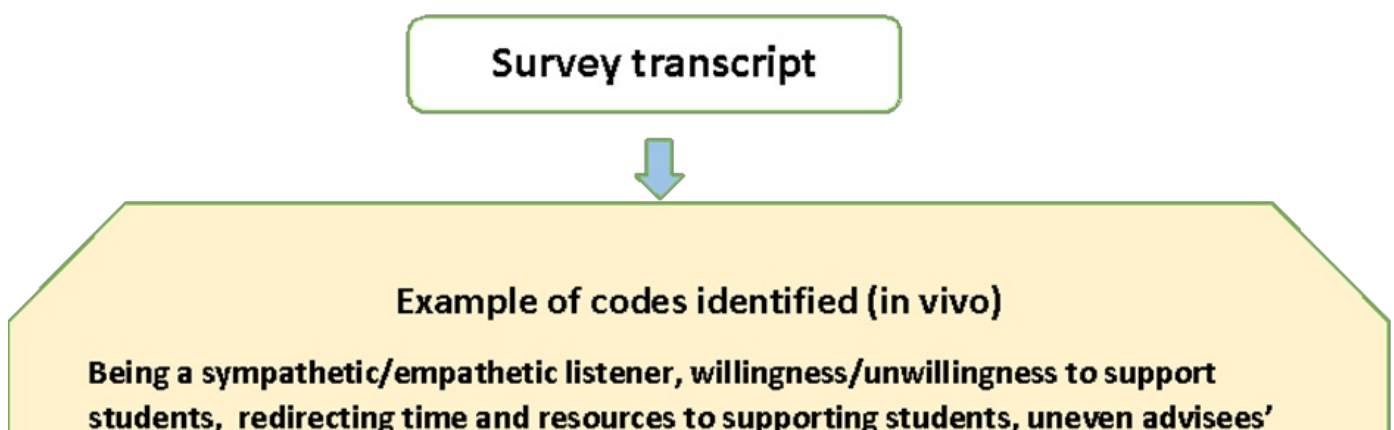 Survey transcript
Example of codes identified (in vivo)
Being a sympathetic/empathetic listener, willingness/unwillingness to support
students, redirecting time and resources to supporting students, uneven advisees’